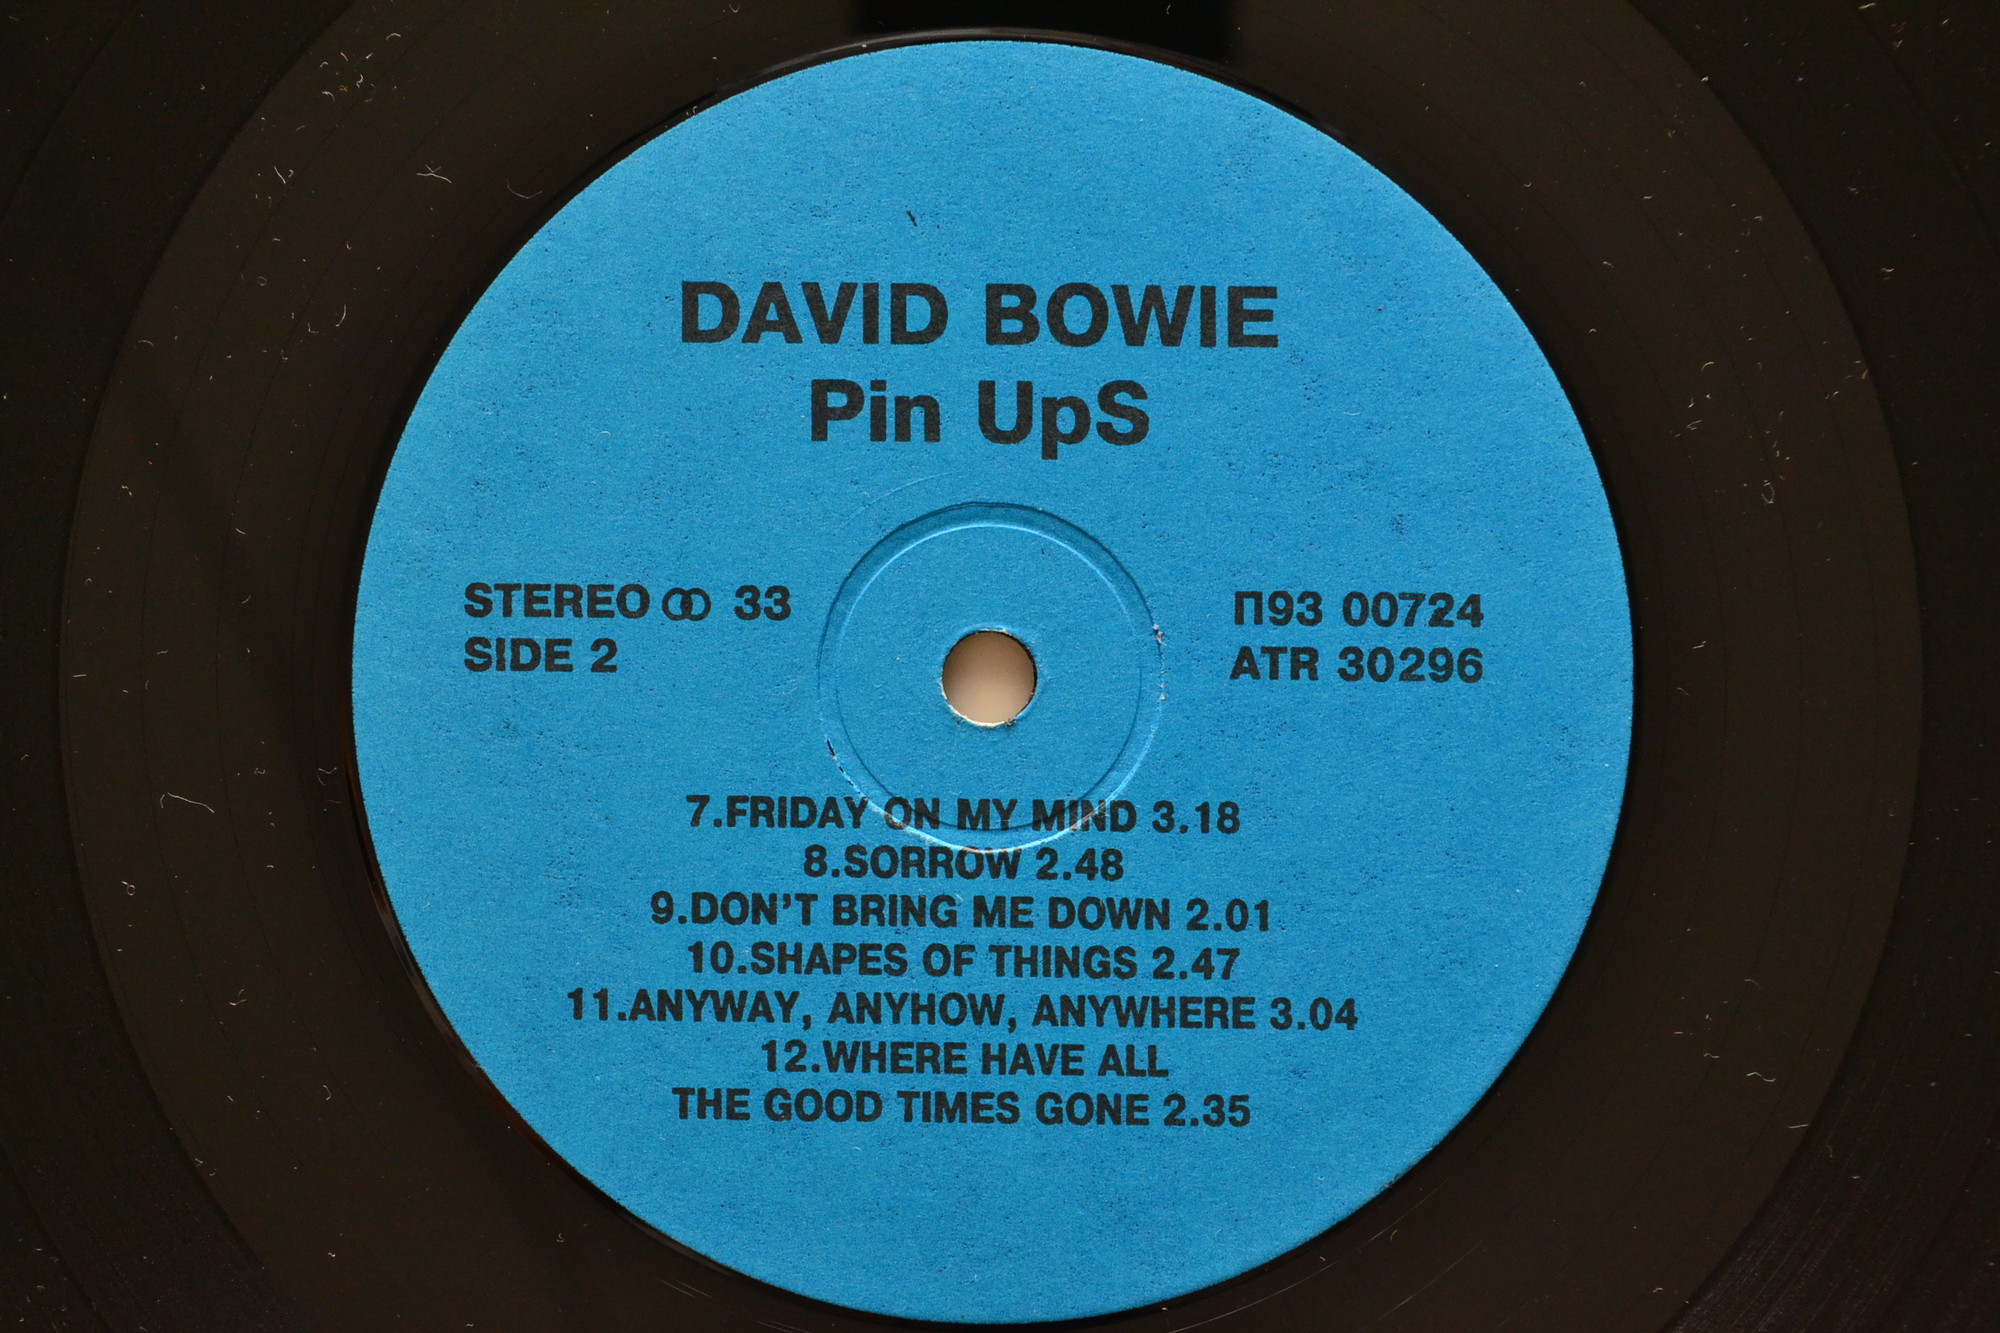 DAVID BOWIE
Pin UpS
STEREO 33
SIDE 2
П93 00724
ATR 30296
7.FRIDAY ON MY MIND 3.18
8.SORROW 2.48
9.DON'T BRING ME DOWN 2.01
10.SHAPES OF THINGS 2.47
11.ANYWAY, ANYHOW, ANYWHERE 3.04
12.WHERE HAVE ALL
THE GOOD TIMES GONE 2.35